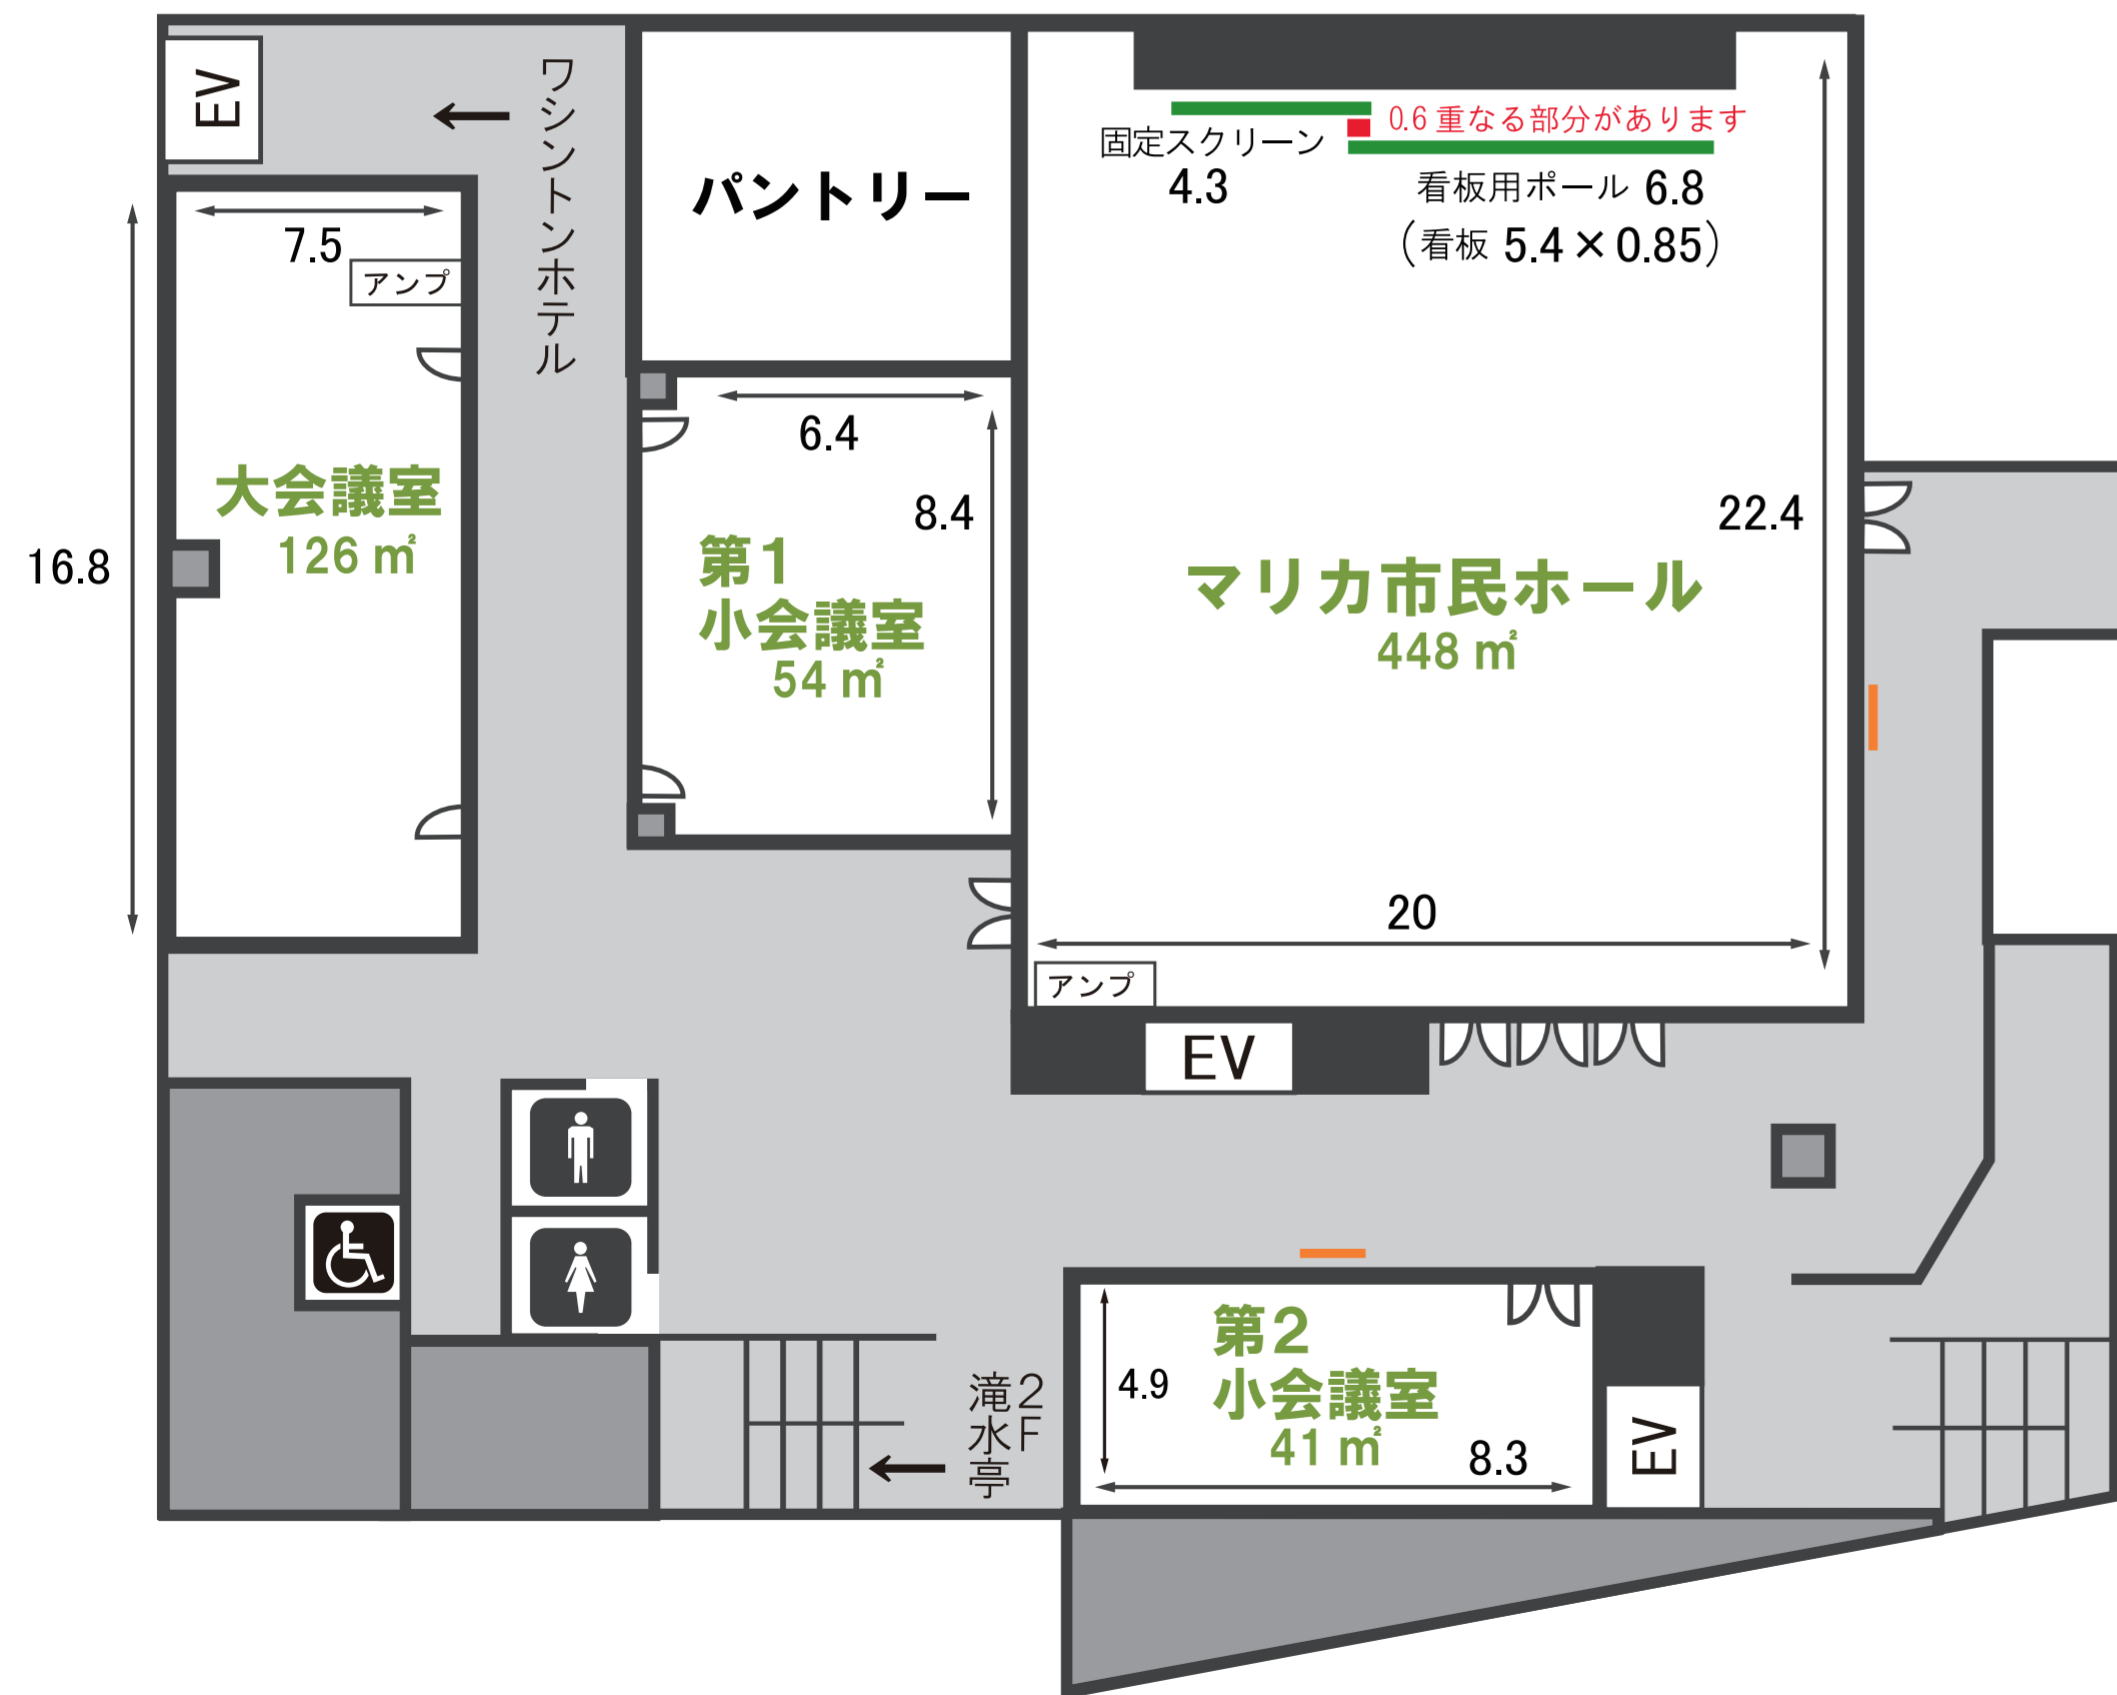 EV
ワシントンホテル
パントリー
0.6 重なる部分があります
固定スクリーン
4.3
看板用ポール 6.8
（看板 5.4×0.85）
7.5
アンプ
16.8
大会議室
126 ㎡
6.4
8.4
第1
小会議室
54 ㎡
22.4
マリカ市民ホール
448 ㎡
20
アンプ
EV
第2
小会議室
41 ㎡
4.9
8.3
EV
2F
滝水亭